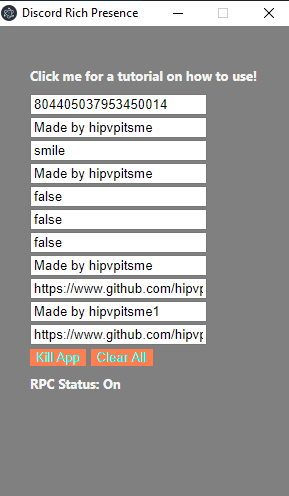 Discord Rich Presence
Click me for a tutorial on how to use!
804405037953450014
Made by hipvpitsme
smile
Made by hipvpitsme
false
false
false
Made by hipvpitsme
https://www.github.com/hipvp
Made by hipvpitsme1
https://www.github.com/hipvp
Kill App Clear All
RPC Status: On